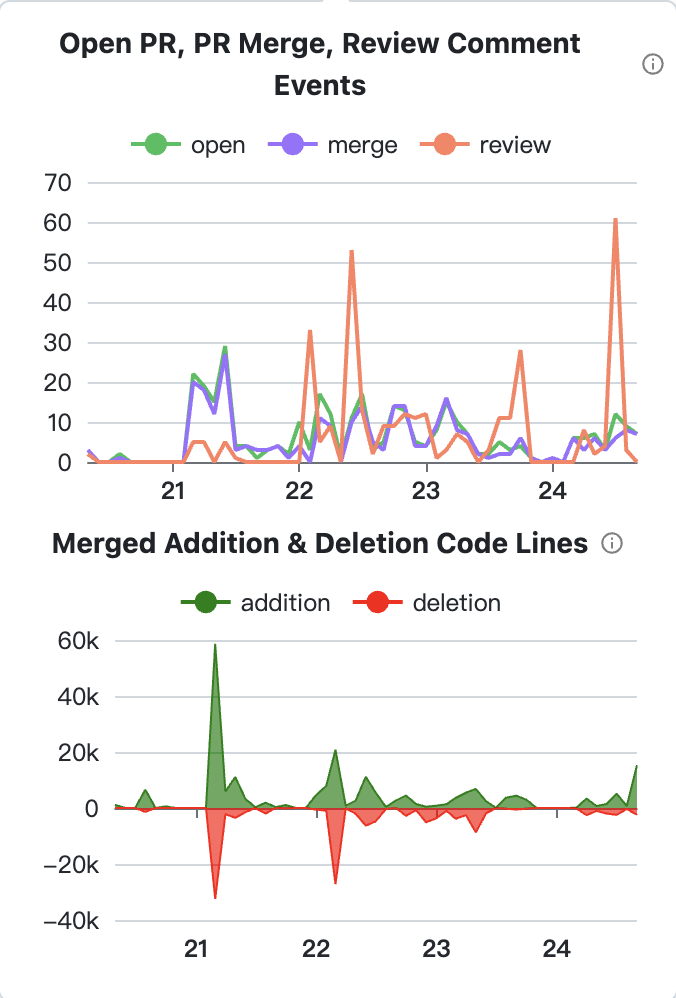 Open PR, PR Merge, Review Comment
Events
open merge review
70
60
50
40
30
20
10
0
21 22 23 24
Merged Addition & Deletion Code Lines
addition deletion
60k
40k
20k
0
−20k
−40k
21 22 23 24